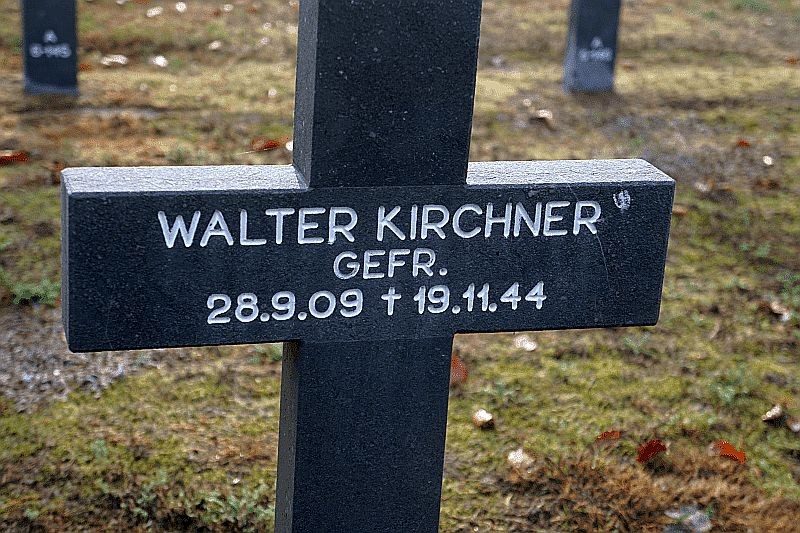 WALTER KIRCHNER
GEFR.
28.9.09 † 19.11.44
A
A